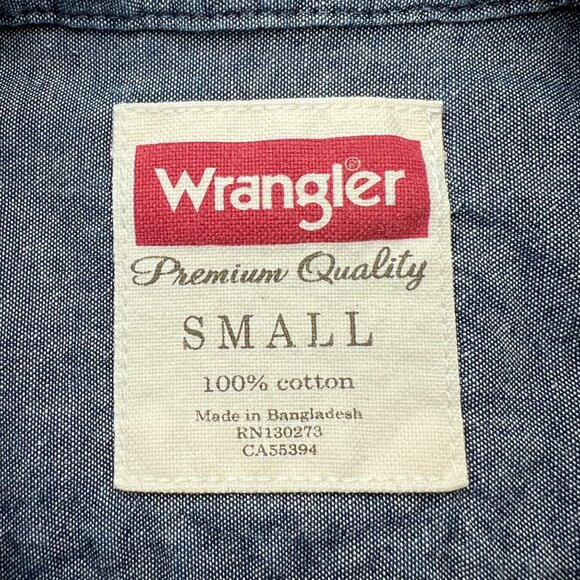 Wrangler®
Premium Quality
SMALL
100% cotton
Made in Bangladesh
RN130273
CA55394